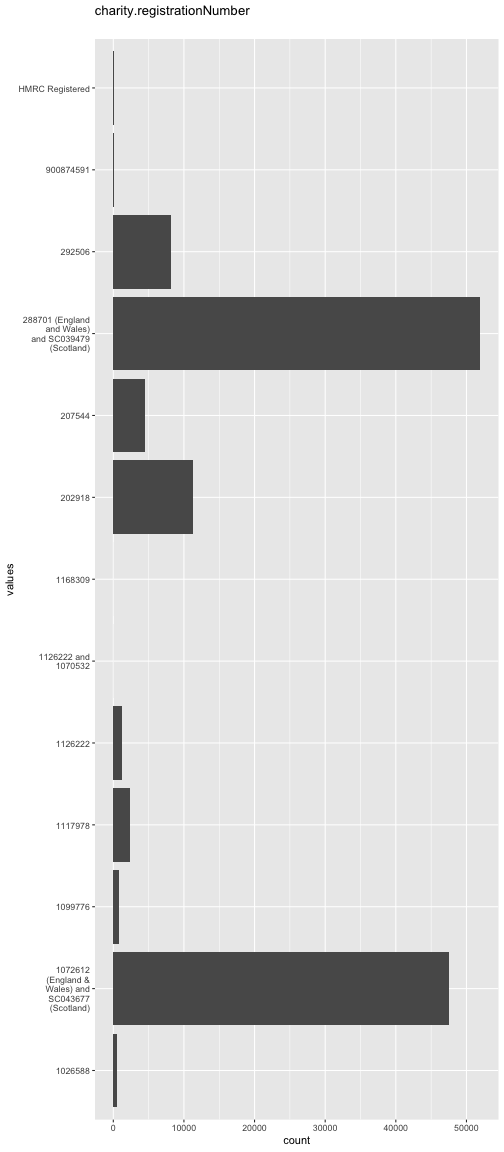 charity.registrationNumber
HMRC Registered
900874591
292506
288701 (England
and Wales)
and SC039479
(Scotland)
207544
202918
1168309
values
1126222 and
1070532
1126222
1117978
1099776
1072612
(England &
Wales) and
SC043677
(Scotland)
1026588
0 10000 20000 30000 40000 50000
count